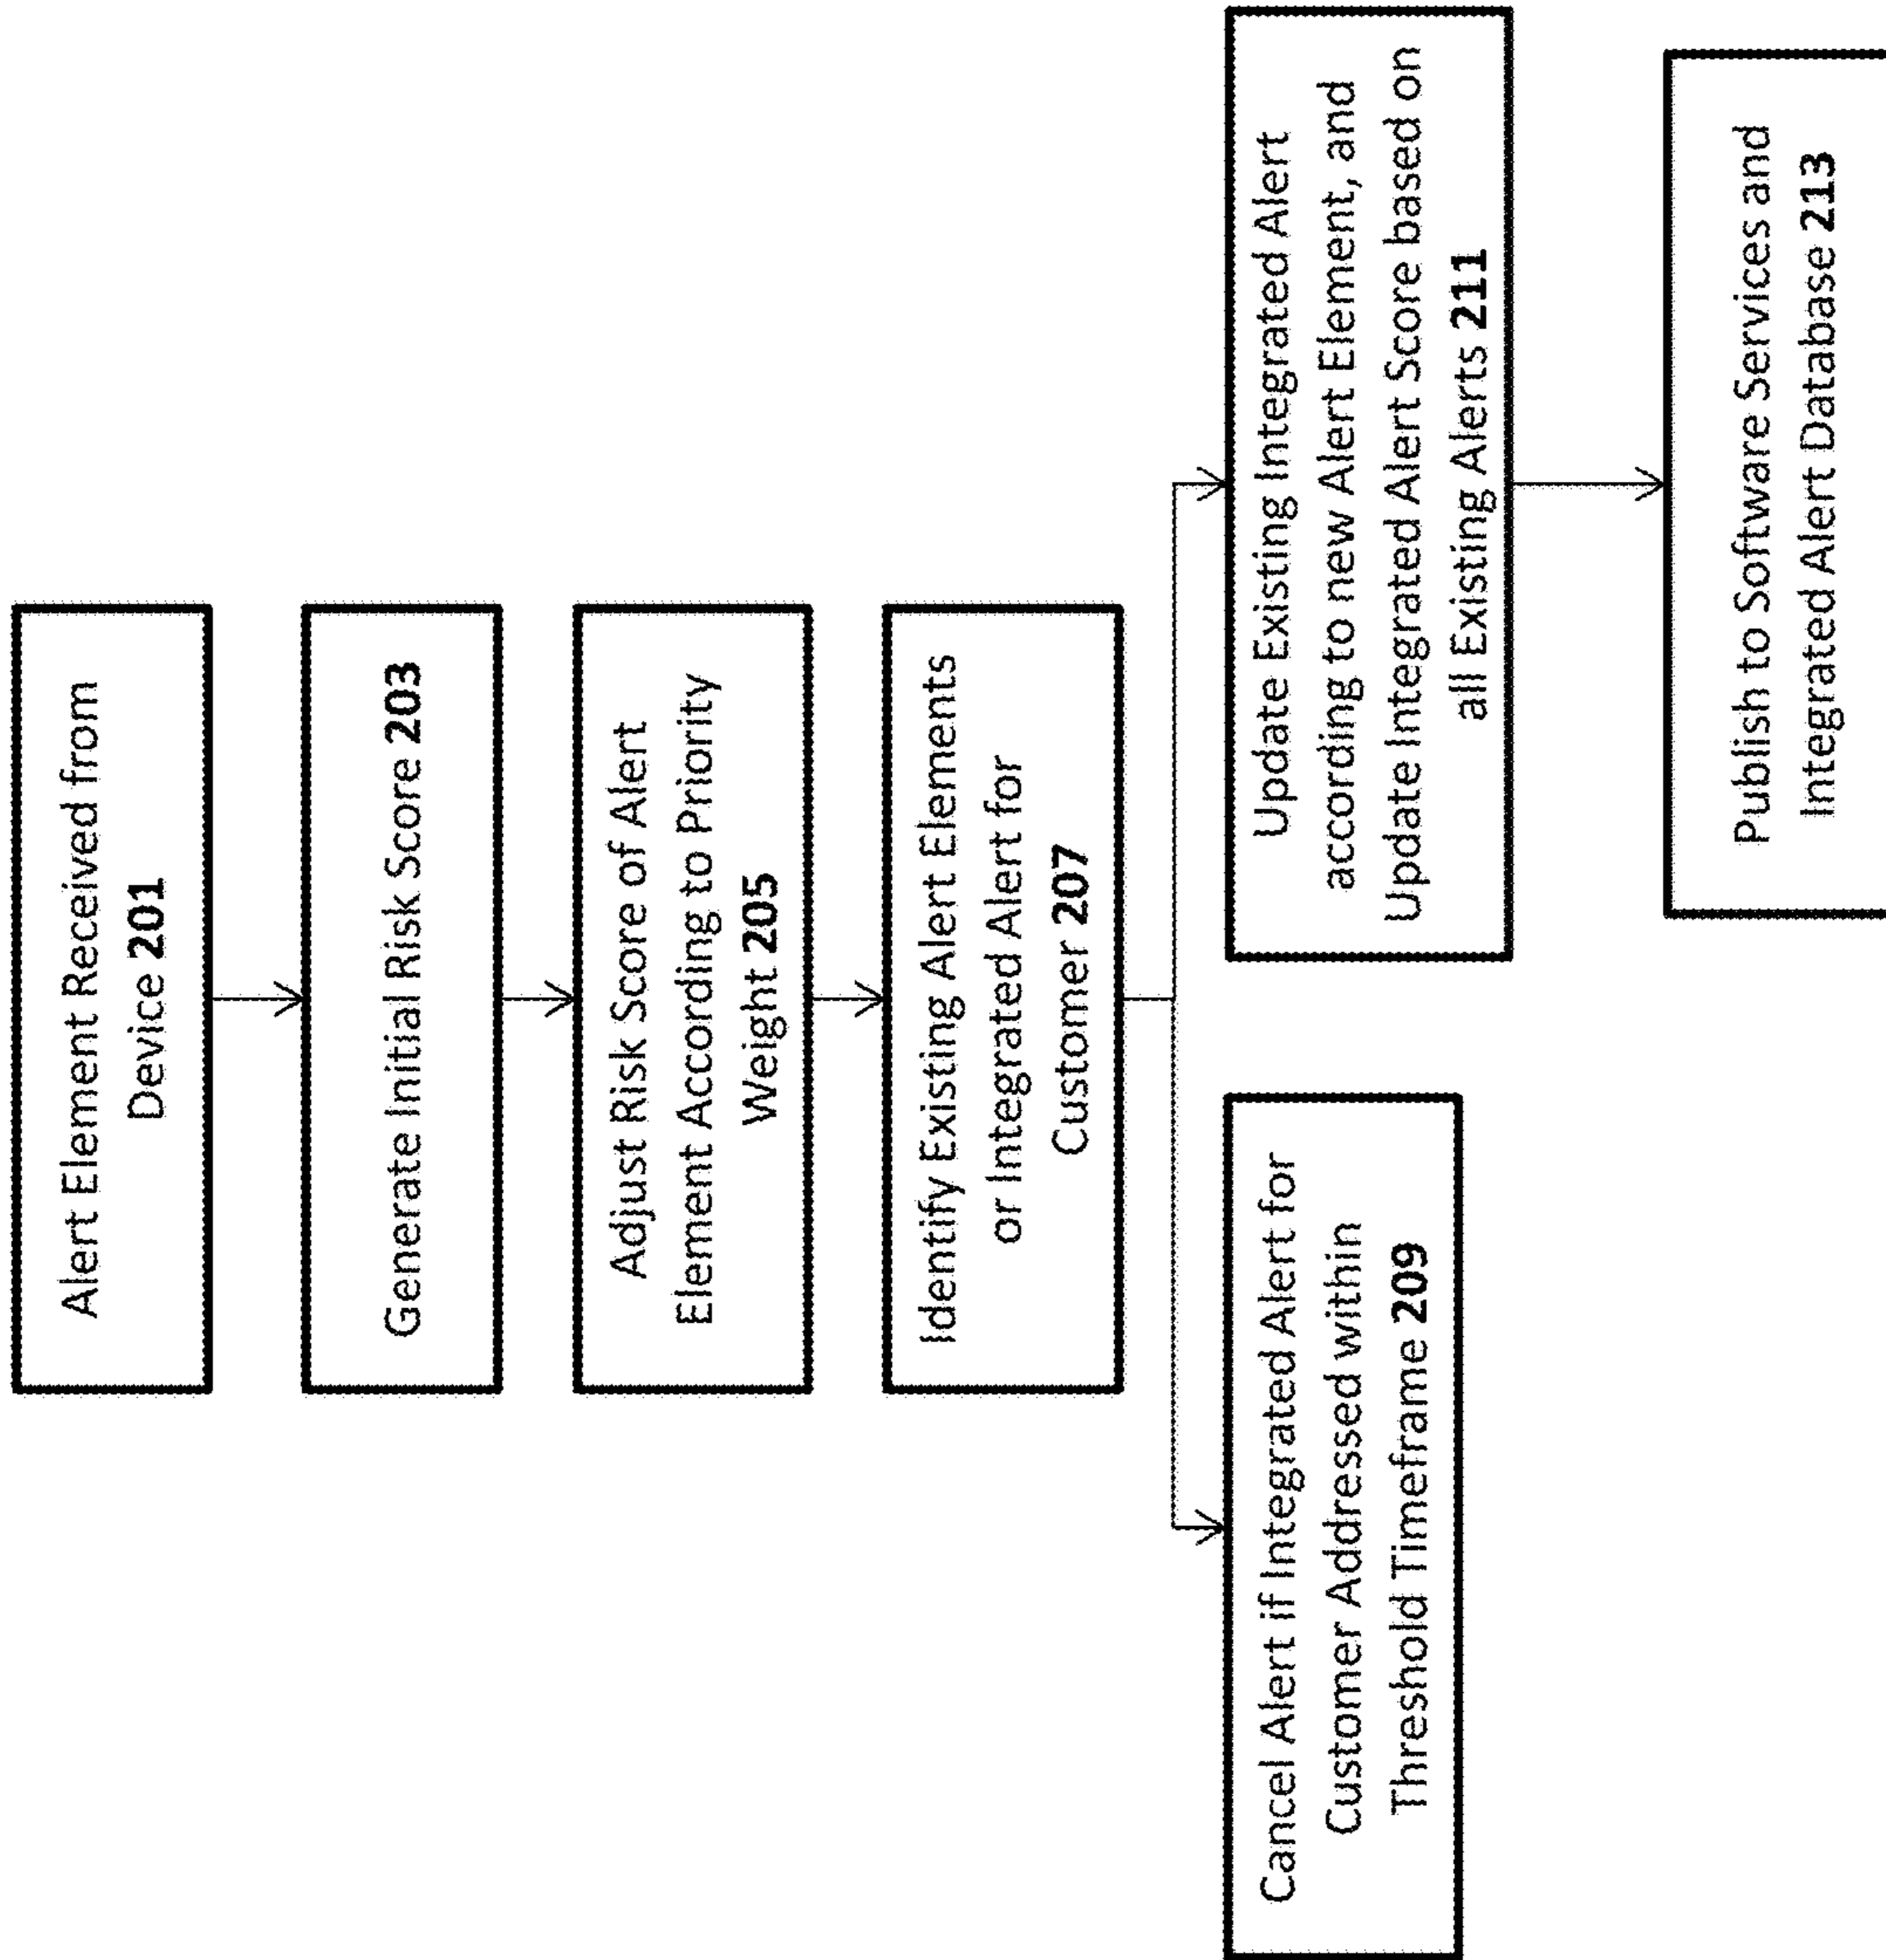 Alert Element Received from
Device 201
Generate Initial Risk Score 203
Adjust Risk Score of Alert
Element According to Priority
Weight 205
Identify Existing Alert Elements
or Integrated Alert for
Customer 207
Cancel Alert if Integrated Alert for
Customer Addressed within
Threshold Timeframe 209
Update Existing Integrated Alert
according to new Alert Element, and
Update Integrated Alert Score based on
all Existing Alerts 211
Publish to Software Services and
Integrated Alert Database 213